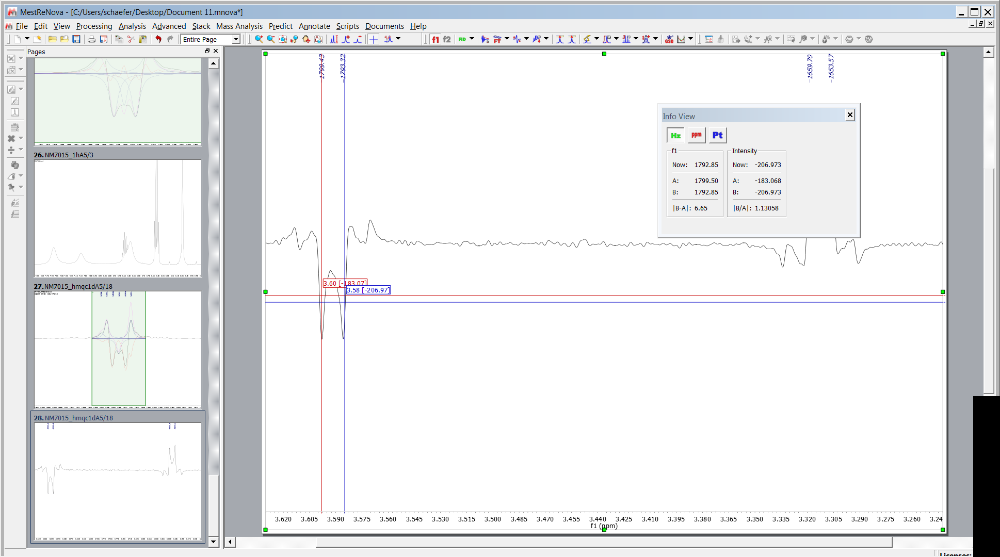 MestReNova - [C:/Users/schaefer/Desktop/Document 11.mnova*]
File Edit View Processing Analysis Advanced Stack Mass Analysis Predict Annotate Scripts Documents Help
Entire Page
f1 f2
FID
FT
GSD
Pages
26. NM7015_1hA5/3
27. NM7015_hmqc1dA5/18
28. NM7015_hmqc1dA5/18
1799.43
1793.32
1659.70
1653.57
Info View
Hz ppm Pt
f1 Intensity
Now: 1792.85 Now: -206.973
A: 1799.50 A: -183.068
B: 1792.85 B: -206.973
|B-A|: 6.65 |B/A|: 1.13058
3.60 [-183.07]
3.58 [-206.97]
3.620 3.605 3.590 3.575 3.560 3.545 3.530 3.515 3.500 3.485 3.470 3.455 3.440 3.425 3.410 3.395 3.380 3.365 3.350 3.335 3.320 3.305 3.290 3.275 3.260 3.24
f1 (ppm)
Licenses: